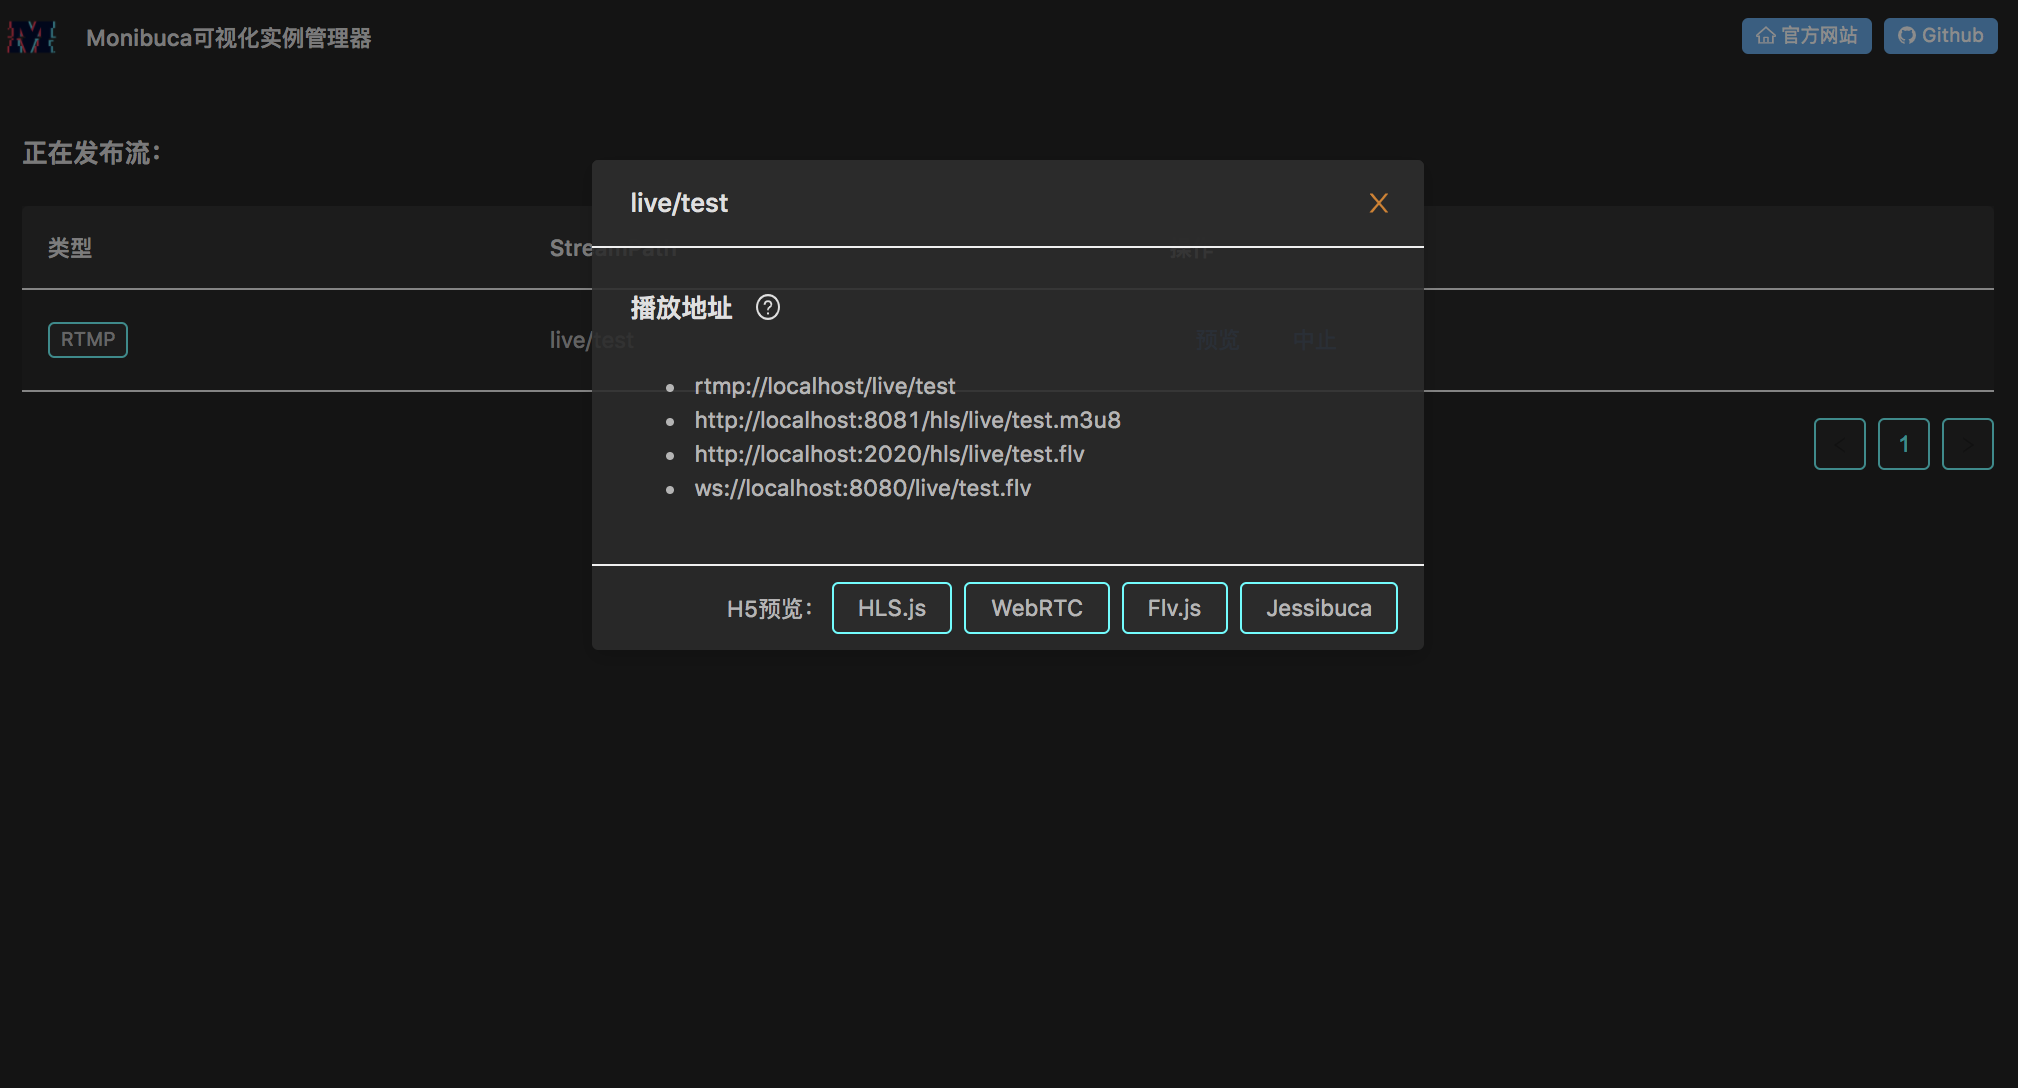 Monibuca可视化实例管理器
官方网站
Github
正在发布流：
类型
StreamPath
操作
RTMP
live/test
预览
中止
<
1
>
live/test
X
播放地址 ?
• rtmp://localhost/live/test
• http://localhost:8081/hls/live/test.m3u8
• http://localhost:2020/hls/live/test.flv
• ws://localhost:8080/live/test.flv
H5预览：
HLS.js
WebRTC
Flv.js
Jessibuca